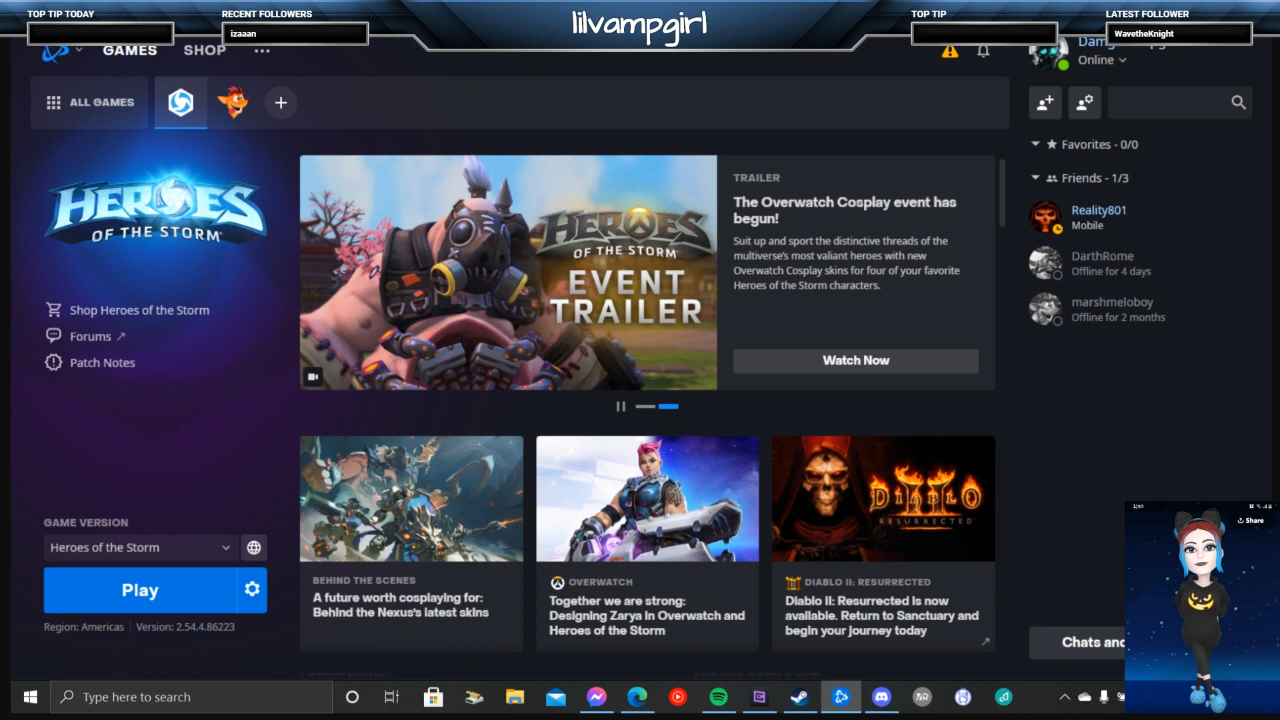 TOP TIP TODAY
RECENT FOLLOWERS
izaaan
lilvampgirl
TOP TIP
LATEST FOLLOWER
WavetheKnight
GAMES
SHOP
Online
ALL GAMES
HEROES
OF THE STORM
Shop Heroes of the Storm
Forums
Patch Notes
GAME VERSION
Heroes of the Storm
Play
Region: Americas
Version: 2.54.4.86223
HEROES
OF THE STORM
EVENT
TRAILER
TRAILER
The Overwatch Cosplay event has
begun!
Suit up and sport the distinctive threads of the
multiverse's most valiant heroes with new
Overwatch Cosplay skins for four of your favorite
Heroes of the Storm characters.
Watch Now
BEHIND THE SCENES
A future worth cosplaying for:
Behind the Nexus's latest skins
OVERWATCH
Together we are strong:
Designing Zarya in Overwatch and
Heroes of the Storm
DIABLO II
RESURRECTED
DIABLO II: RESURRECTED
Diablo II: Resurrected is now
available. Return to Sanctuary and
begin your journey today
Favorites - 0/0
Friends - 1/3
Reality801
Mobile
DarthRome
Offline for 4 days
marshmeloboy
Offline for 2 months
Chats and
Share
Type here to search